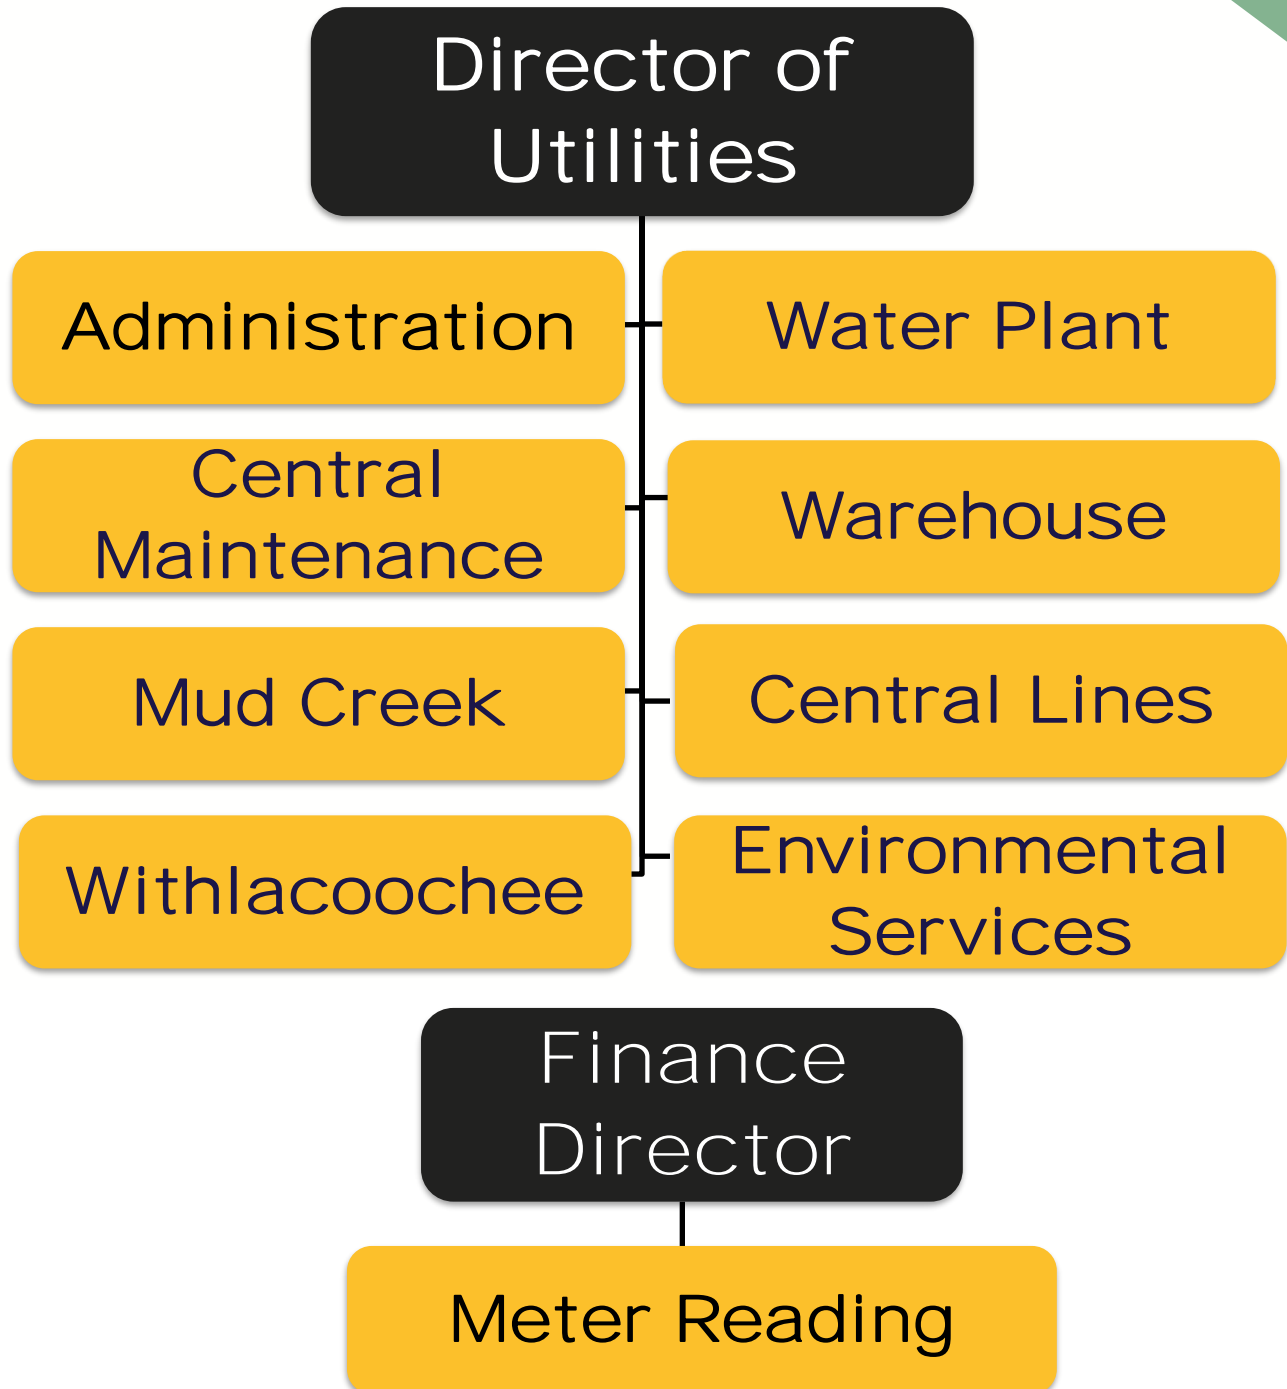 Director of
Utilities
Administration
Water Plant
Central
Maintenance
Warehouse
Mud Creek
Central Lines
Withlacoochee
Environmental
Services
Finance
Director
Meter Reading